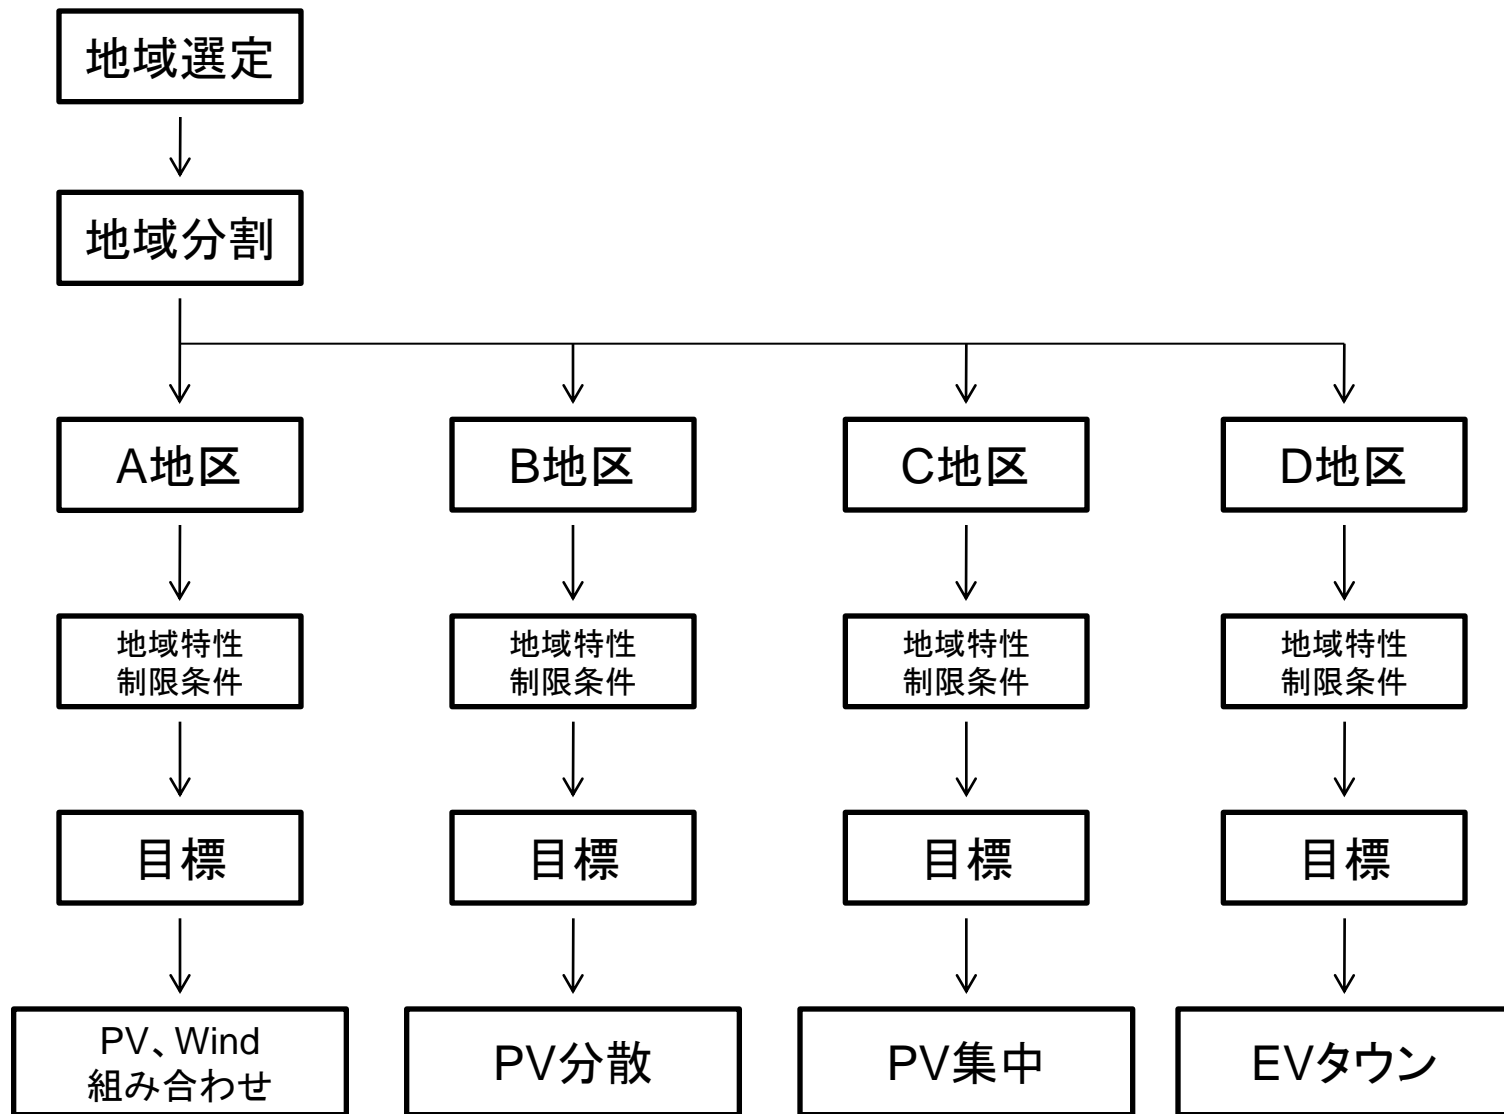 地域選定
地域分割
A地区
B地区
C地区
D地区
地域特性
制限条件
地域特性
制限条件
地域特性
制限条件
地域特性
制限条件
目標
目標
目標
目標
PV、Wind
組み合わせ
PV分散
PV集中
EVタウン